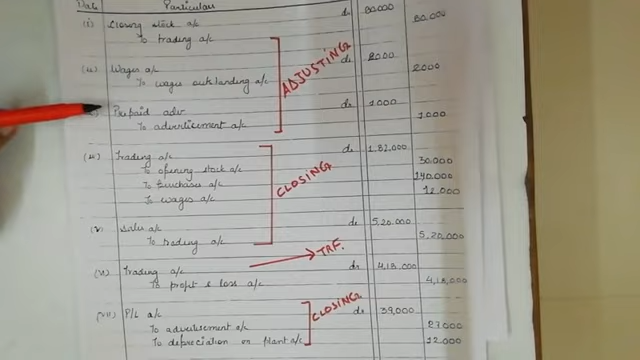 Date Particulars
(i) Closing stock a/c dr 80,000
To trading a/c 80,000
ADJUSTING
(ii) Wages a/c dr 2000
To wages outstanding a/c 2000
Prepaid adv dr 1000
To advertisement a/c 1000
(iv) Trading a/c dr 1,82,000
To opening stock a/c 30,000
To purchases a/c 140,000
To wages a/c 12,000
CLOSING
(v) Sales a/c dr 5,20,000
To trading a/c 5,20,000
(vi) Trading a/c TRF. dr 4,18,000
To profit & loss a/c 4,18,000
(vii) P/L a/c dr 39,000
To advertisement a/c 27,000
To depreciation on plant a/c 12,000
CLOSING